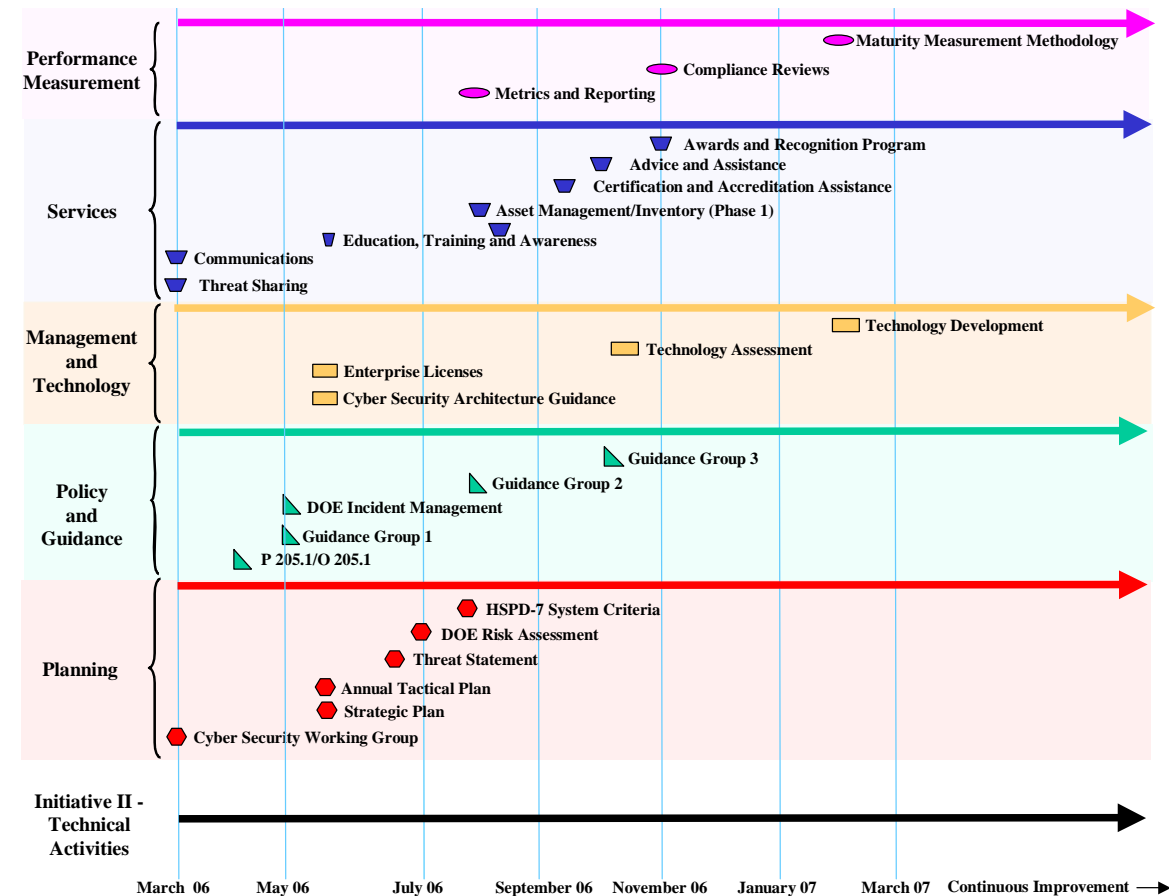 Performance
Measurement
Maturity Measurement Methodology
Compliance Reviews
Metrics and Reporting
Services
Awards and Recognition Program
Advice and Assistance
Certification and Accreditation Assistance
Asset Management/Inventory (Phase 1)
Education, Training and Awareness
Communications
Threat Sharing
Management
and
Technology
Technology Development
Technology Assessment
Enterprise Licenses
Cyber Security Architecture Guidance
Policy
and
Guidance
Guidance Group 3
Guidance Group 2
DOE Incident Management
Guidance Group 1
P 205.1/O 205.1
Planning
HSPD-7 System Criteria
DOE Risk Assessment
Threat Statement
Annual Tactical Plan
Strategic Plan
Cyber Security Working Group
Initiative II -
Technical
Activities
March 06 May 06 July 06 September 06 November 06 January 07 March 07 Continuous Improvement